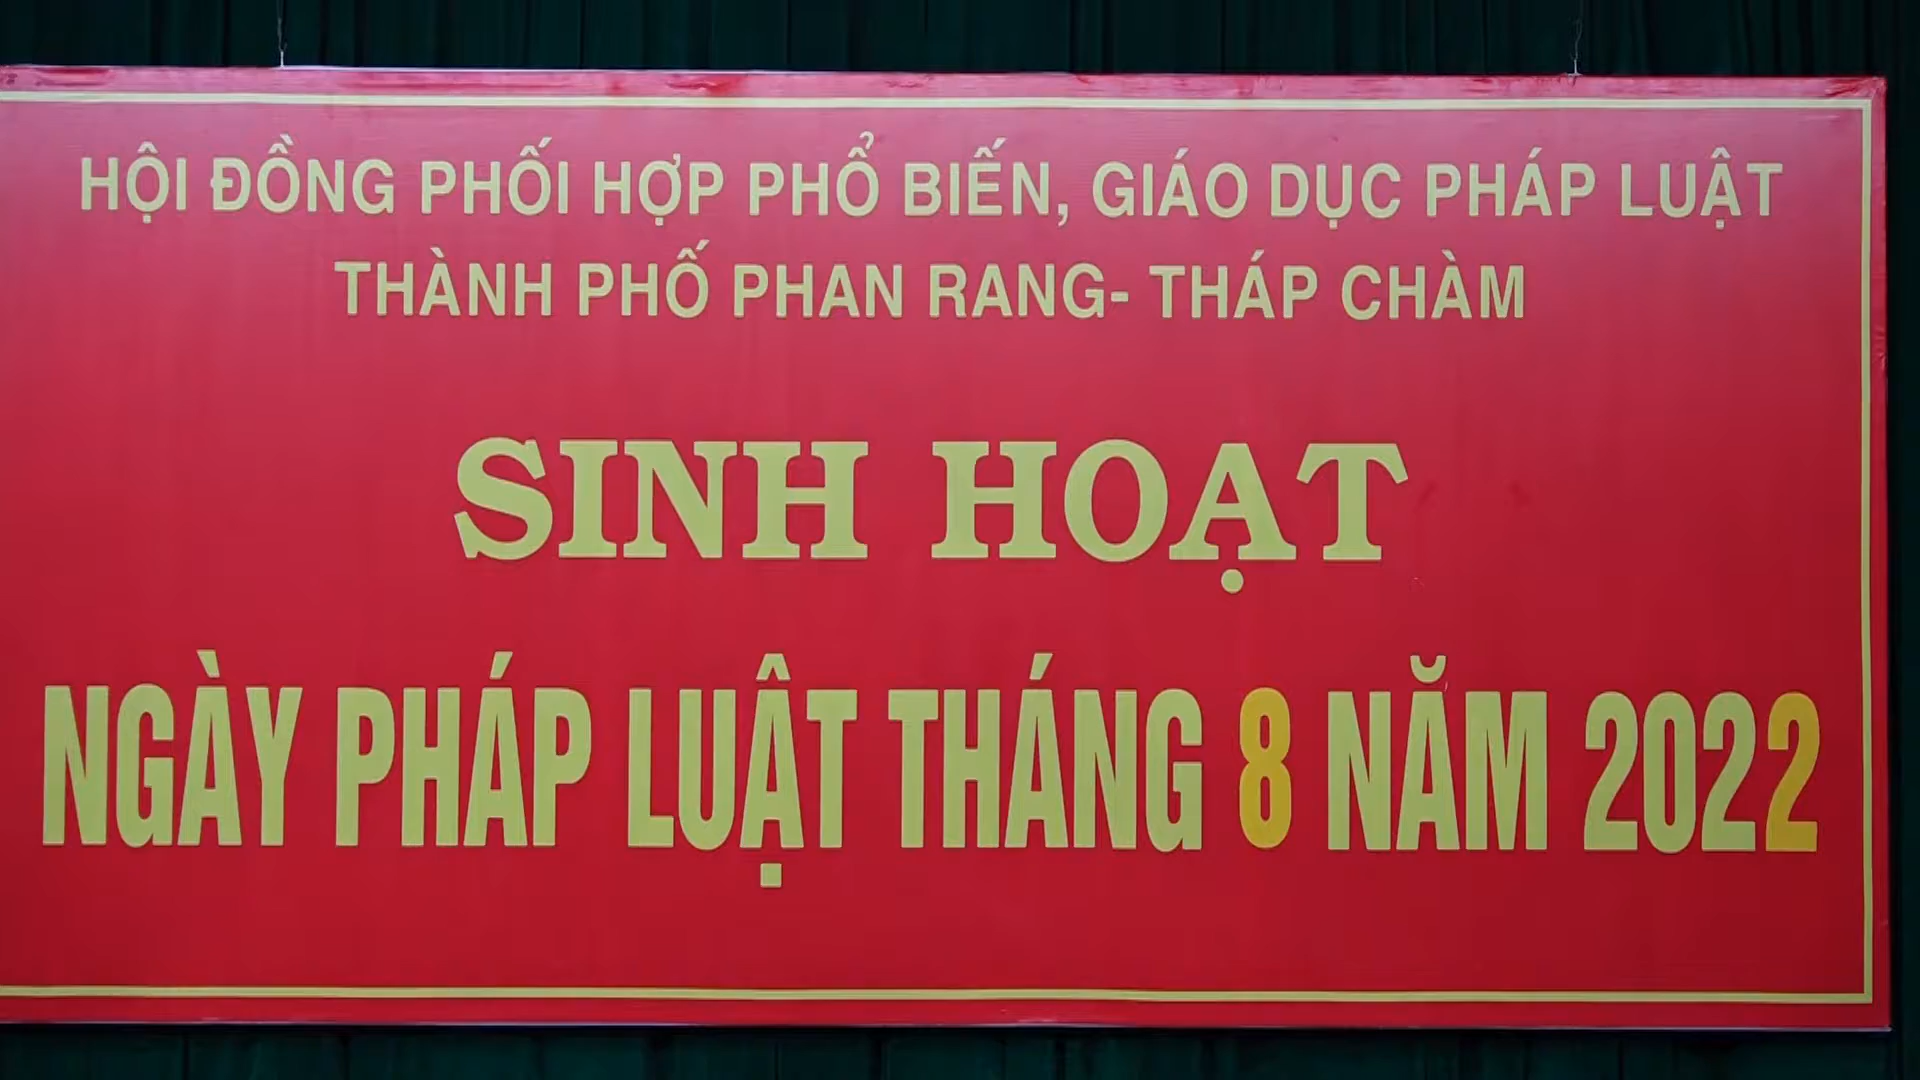 HỘI ĐỒNG PHỐI HỢP PHỔ BIẾN, GIÁO DỤC PHÁP LUẬT
THÀNH PHỐ PHAN RANG- THÁP CHÀM
SINH HOẠT
NGÀY PHÁP LUẬT THÁNG 8 NĂM 2022